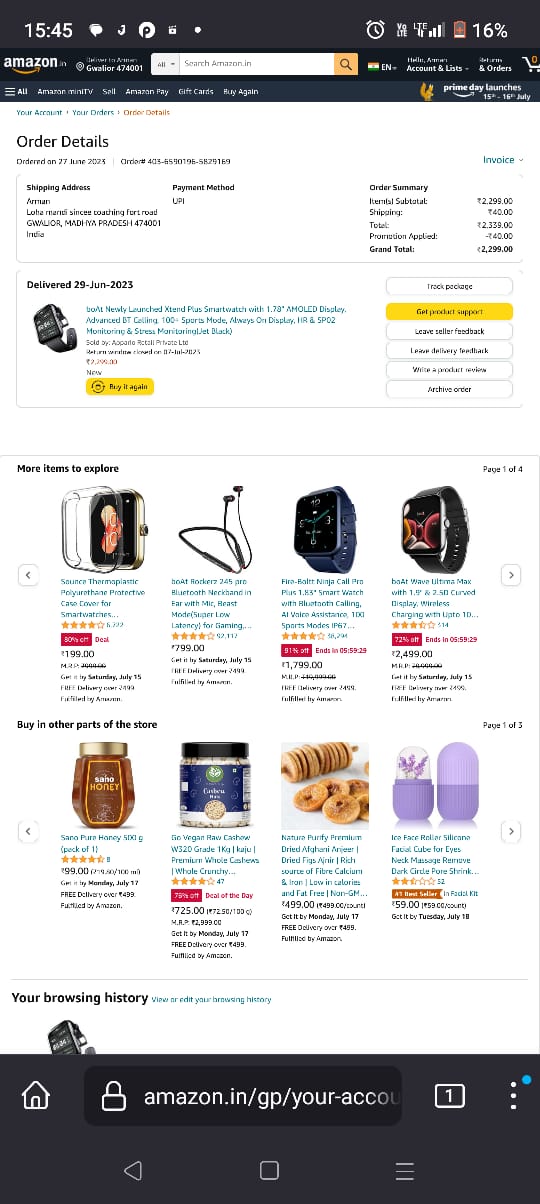 15:45
VoLTE LTE 16%
amazon.in
Deliver to Arman
Gwalior 474001
All
Search Amazon.in
EN
Hello, Arman
Account & Lists
Returns
& Orders
0
All Amazon miniTV Sell Amazon Pay Gift Cards Buy Again
prime day launches
15th - 16th July
Your Account › Your Orders › Order Details
Order Details
Ordered on 27 June 2023 | Order# 403-6590196-5829169
Invoice
Shipping Address
Arman
Loha mandi sincee coaching fort road
GWALIOR, MADHYA PRADESH 474001
India
Payment Method
UPI
Order Summary
Item(s) Subtotal: ₹2,299.00
Shipping: ₹40.00
Total: ₹2,339.00
Promotion Applied: -₹40.00
Grand Total: ₹2,299.00
Delivered 29-Jun-2023
boAt Newly Launched Xtend Plus Smartwatch with 1.78" AMOLED Display,
Advanced BT Calling, 100+ Sports Mode, Always On Display, HR & SPO2
Monitoring & Stress Monitoring(Jet Black)
Sold by: Appario Retail Private Ltd
Return window closed on 07-Jul-2023
₹2,299.00
New
Buy it again
Track package
Get product support
Leave seller feedback
Leave delivery feedback
Write a product review
Archive order
More items to explore
Page 1 of 4
Sounce Thermoplastic
Polyurethane Protective
Case Cover for
Smartwatches...
6,722
80% off Deal
₹199.00
M.R.P: ₹999.00
Get it by Saturday, July 15
FREE Delivery over ₹499.
Fulfilled by Amazon.
boAt Rockerz 245 pro
Bluetooth Neckband in
Ear with Mic, Beast
Mode(Super Low
Latency) for Gaming,...
92,117
₹799.00
Get it by Saturday, July 15
FREE Delivery over ₹499.
Fulfilled by Amazon.
Fire-Boltt Ninja Call Pro
Plus 1.83" Smart Watch
with Bluetooth Calling,
AI Voice Assistance, 100
Sports Modes IP67...
38,294
91% off Ends in 05:59:29
₹1,799.00
M.R.P: ₹19,999.00
Get it by Saturday, July 15
FREE Delivery over ₹499.
Fulfilled by Amazon.
boAt Wave Ultima Max
with 1.9" & 2.5D Curved
Display, Wireless
Charging with Upto 10...
314
72% off Ends in 05:59:29
₹2,499.00
M.R.P: ₹8,999.00
Get it by Saturday, July 15
FREE Delivery over ₹499.
Fulfilled by Amazon.
Buy in other parts of the store
Page 1 of 3
sano
HONEY
Sano Pure Honey 500 g
(pack of 1)
8
₹99.00 (₹19.80/100 ml)
Get it by Monday, July 17
FREE Delivery over ₹499.
Fulfilled by Amazon.
Cashew
Go Vegan Raw Cashew
W320 Grade 1Kg | kaju |
Premium Whole Cashews
| Whole Crunchy...
47
76% off Deal of the Day
₹725.00 (₹72.50/100 g)
M.R.P: ₹2,999.00
Get it by Monday, July 17
FREE Delivery over ₹499.
Fulfilled by Amazon.
Nature Purify Premium
Dried Afghani Anjeer |
Dried Figs Ajnir | Rich
source of Fibre Calcium
& Iron | Low in calories
and Fat Free | Non-GM...
₹499.00 (₹499.00/count)
Get it by Monday, July 17
FREE Delivery over ₹499.
Fulfilled by Amazon.
Ice Face Roller Silicone
Facial Cube for Eyes
Neck Massage Remove
Dark Circle Pore Shrink...
52
#1 Best Seller in Facial Kit
₹59.00 (₹59.00/count)
Get it by Tuesday, July 18
Your browsing history View or edit your browsing history
amazon.in/gp/your-accou
1